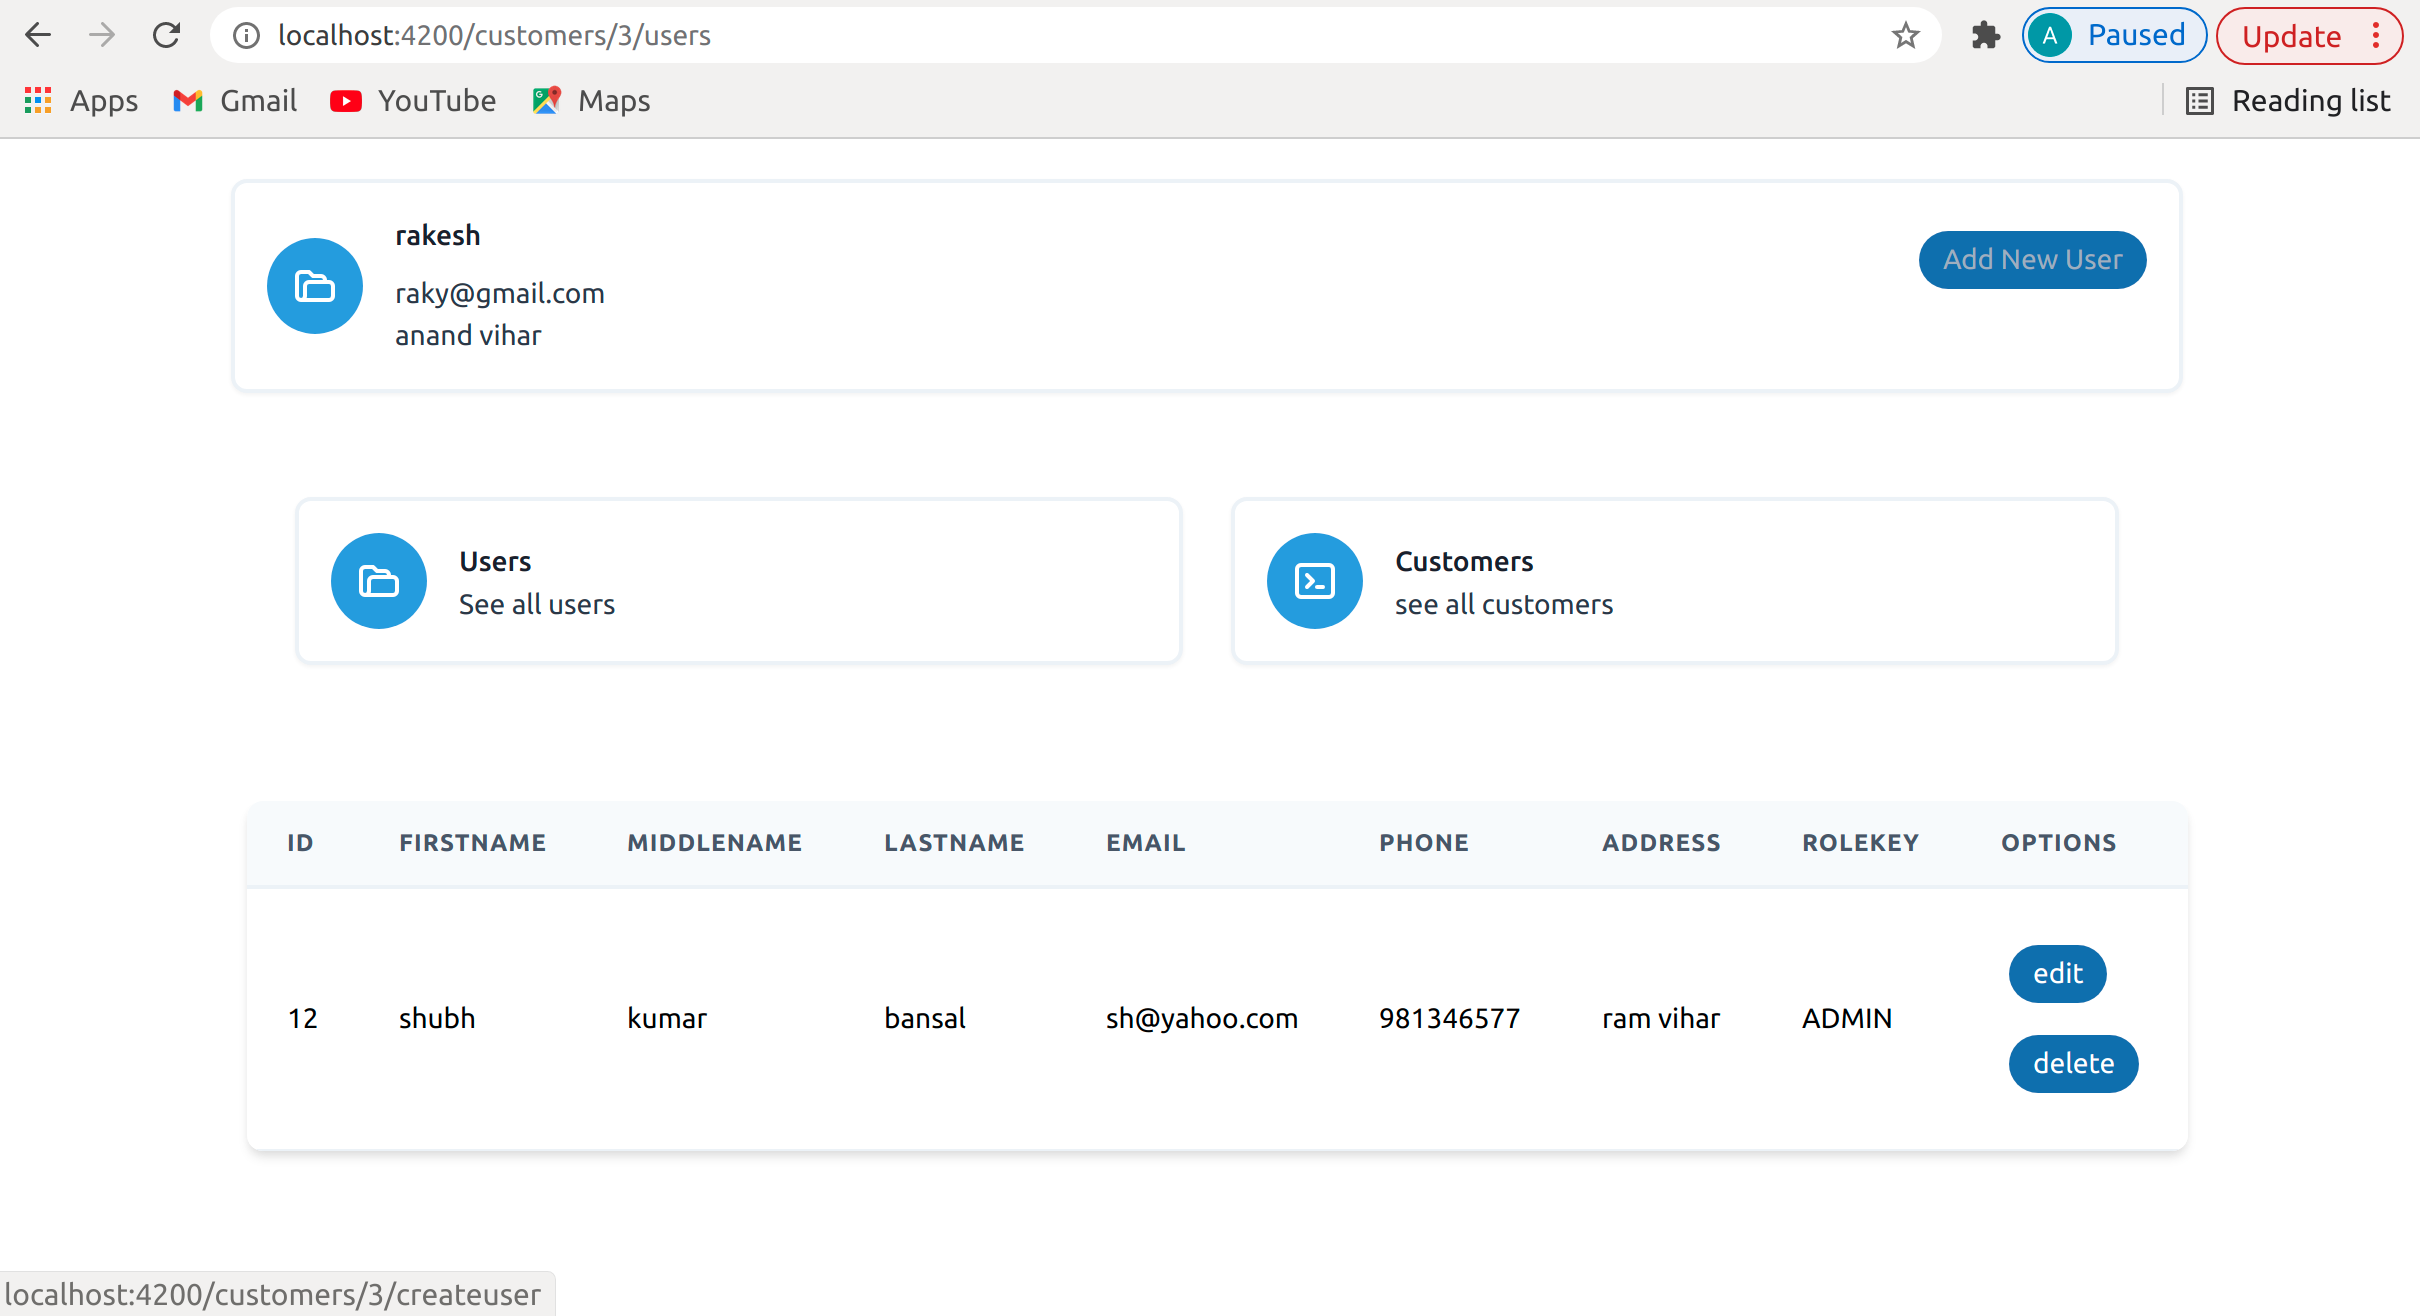 localhost:4200/customers/3/users
A Paused Update
Apps Gmail YouTube Maps Reading list
rakesh
Add New User
raky@gmail.com
anand vihar
Users
See all users
Customers
see all customers
ID FIRSTNAME MIDDLENAME LASTNAME EMAIL PHONE ADDRESS ROLEKEY OPTIONS
12 shubh kumar bansal sh@yahoo.com 981346577 ram vihar ADMIN
edit
delete
localhost:4200/customers/3/createuser